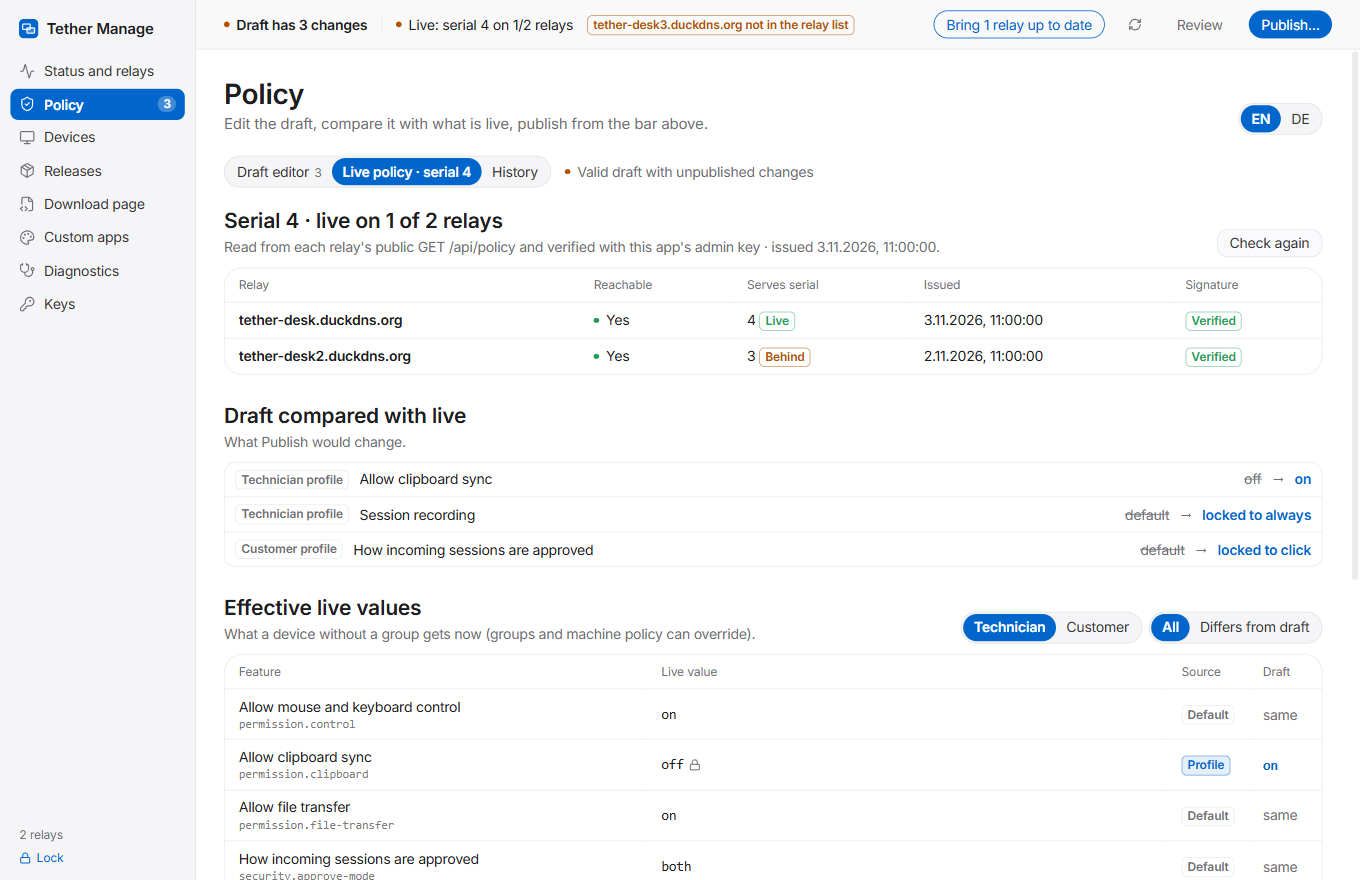 Tether Manage
Draft has 3 changes
Live: serial 4 on 1/2 relays
tether-desk3.duckdns.org not in the relay list
Bring 1 relay up to date
Review
Publish...
Status and relays
Policy 3
Devices
Releases
Download page
Custom apps
Diagnostics
Keys
2 relays
Lock
Policy
Edit the draft, compare it with what is live, publish from the bar above.
EN DE
Draft editor 3 Live policy · serial 4 History
Valid draft with unpublished changes
Serial 4 · live on 1 of 2 relays
Read from each relay's public GET /api/policy and verified with this app's admin key · issued 3.11.2026, 11:00:00.
Check again
Relay Reachable Serves serial Issued Signature
tether-desk.duckdns.org Yes 4 Live 3.11.2026, 11:00:00 Verified
tether-desk2.duckdns.org Yes 3 Behind 2.11.2026, 11:00:00 Verified
Draft compared with live
What Publish would change.
Technician profile Allow clipboard sync off → on
Technician profile Session recording default → locked to always
Customer profile How incoming sessions are approved default → locked to click
Effective live values
What a device without a group gets now (groups and machine policy can override).
Technician Customer All Differs from draft
Feature Live value Source Draft
Allow mouse and keyboard control
permission.control
on Default same
Allow clipboard sync
permission.clipboard
off Profile on
Allow file transfer
permission.file-transfer
on Default same
How incoming sessions are approved
security.approve-mode
both Default same